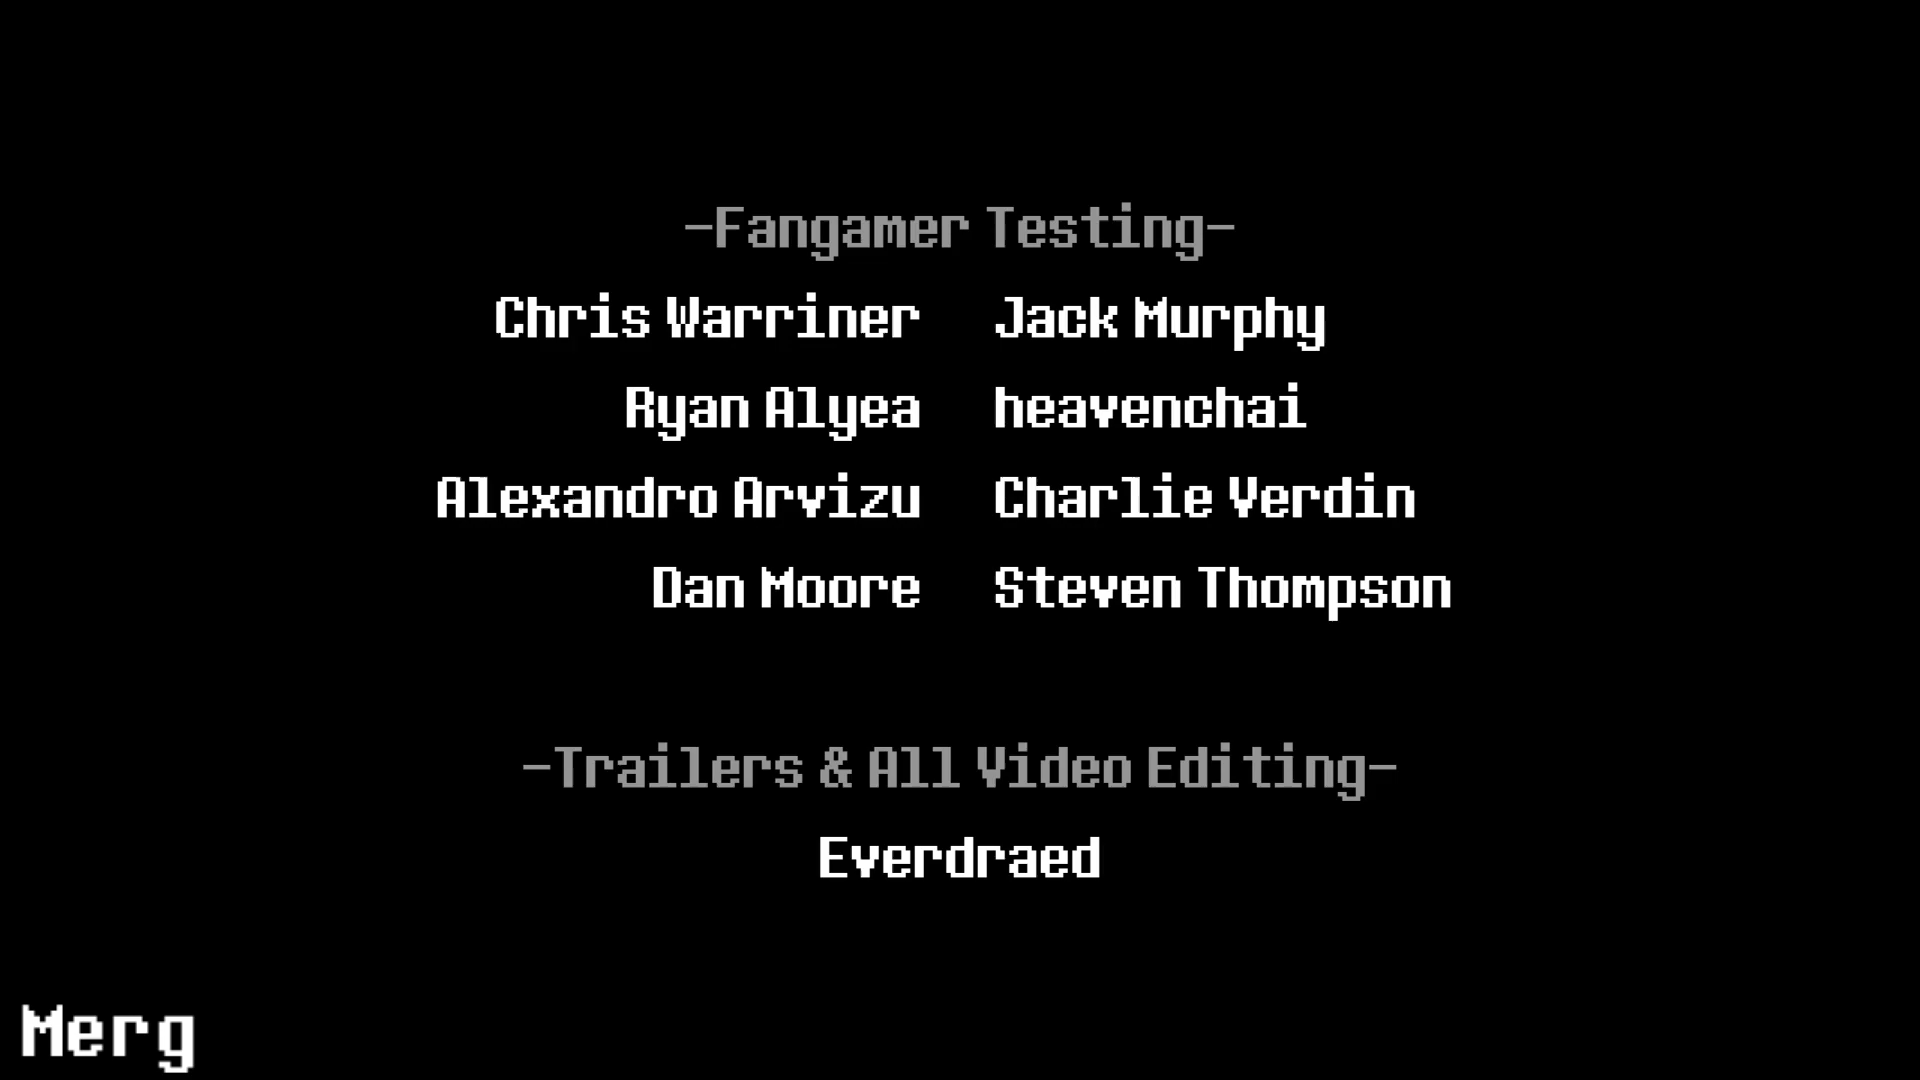 -Fangamer Testing-
Chris Warriner Jack Murphy
Ryan Alyea heavenchai
Alexandro Arvizu Charlie Verdin
Dan Moore Steven Thompson
-Trailers & All Video Editing-
Everdraed
Merg